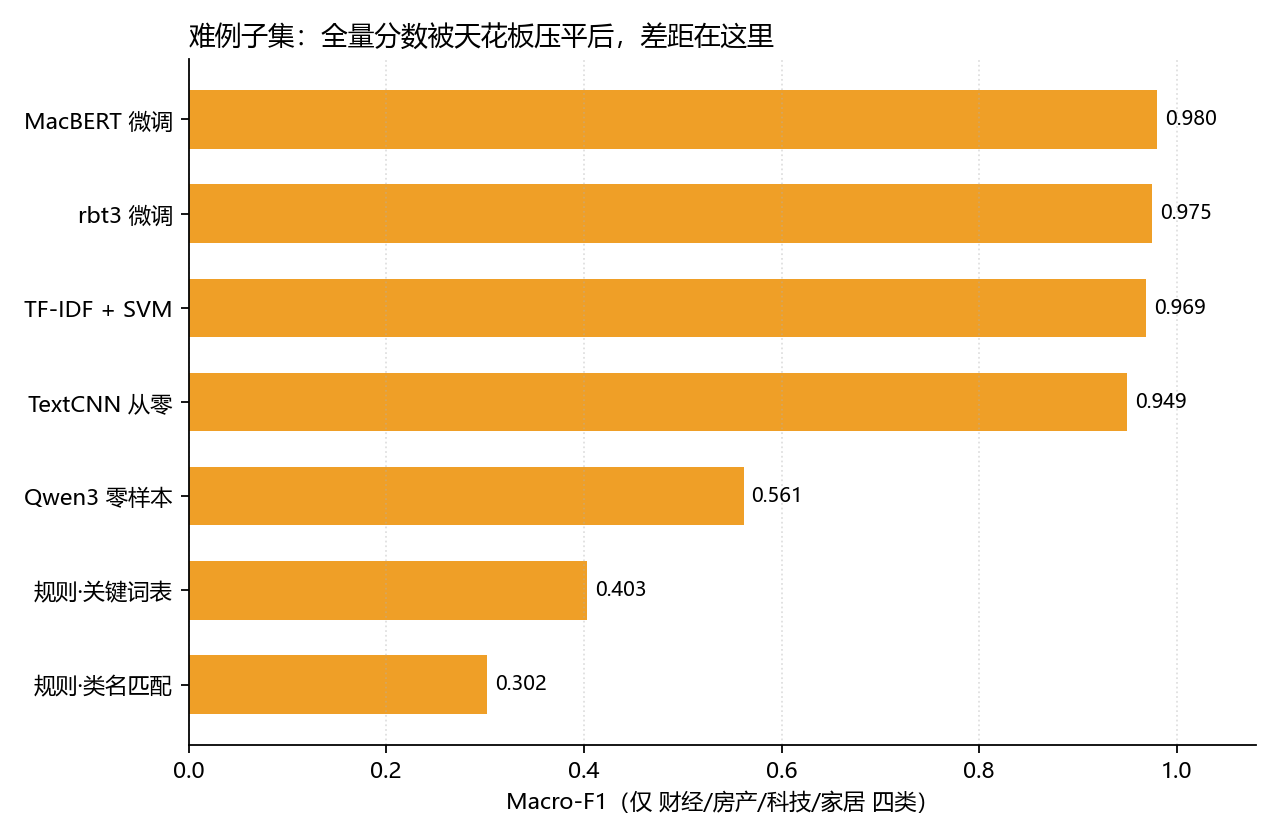 难例子集：全量分数被天花板压平后，差距在这里
MacBERT 微调
0.980
rbt3 微调
0.975
TF-IDF + SVM
0.969
TextCNN 从零
0.949
Qwen3 零样本
0.561
规则·关键词表
0.403
规则·类名匹配
0.302
0.0 0.2 0.4 0.6 0.8 1.0
Macro-F1（仅 财经/房产/科技/家居 四类）